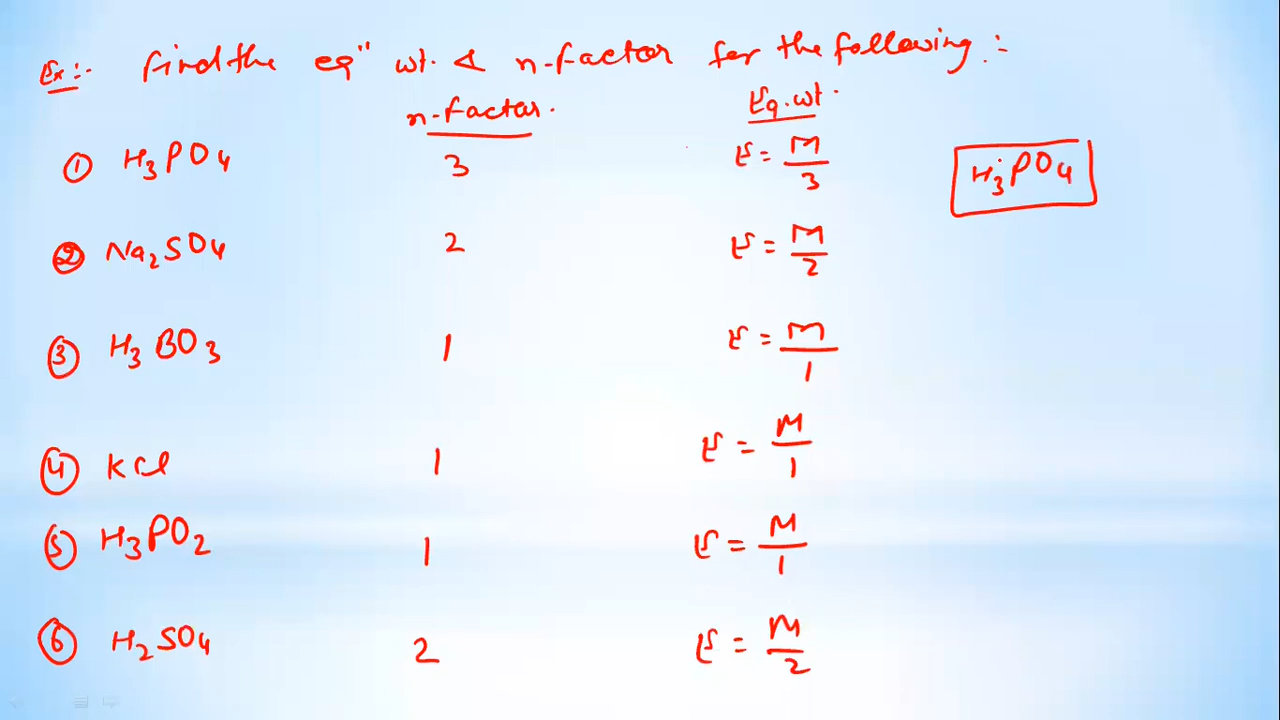 Ex:- Find the eqⁿ wt. & n-factor for the following :
n-factor. Eq. wt.
① H₃PO₄ 3 E = M/3 H₃PO₄
② Na₂SO₄ 2 E = M/2
③ H₃BO₃ 1 E = M/1
④ KCl 1 E = M/1
⑤ H₃PO₂ 1 E = M/1
⑥ H₂SO₄ 2 E = M/2